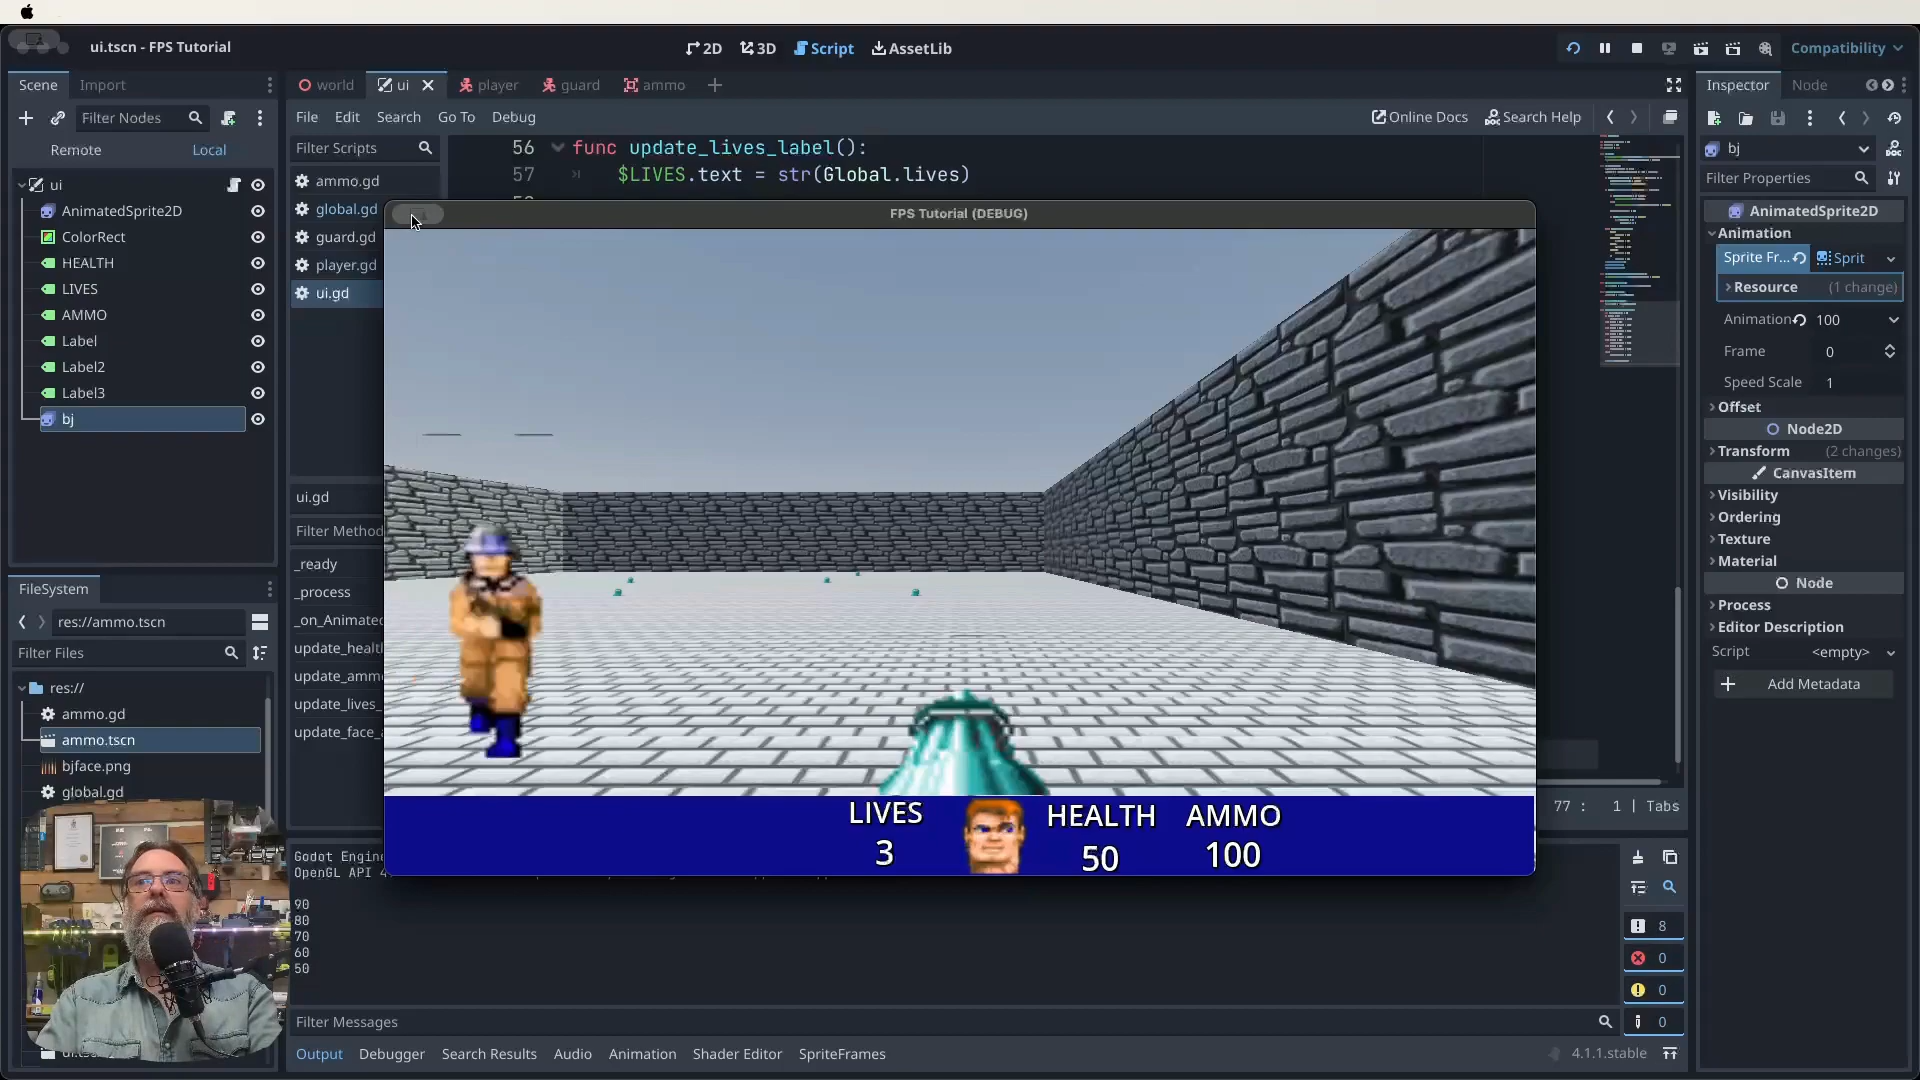 ui.tscn - FPS Tutorial
2D
3D
Script
AssetLib
Compatibility
Scene
Import
Filter Nodes
Remote
Local
ui
AnimatedSprite2D
ColorRect
HEALTH
LIVES
AMMO
Label
Label2
Label3
bj
FileSystem
res://ammo.tscn
Filter Files
res://
ammo.gd
ammo.tscn
bjface.png
global.gd
world
ui
player
guard
ammo
File
Edit
Search
Go To
Debug
Online Docs
Search Help
Filter Scripts
ammo.gd
global.gd
guard.gd
player.gd
ui.gd
ui.gd
Filter Method
_ready
_process
_on_Animated
update_healt
update_ammo
update_lives_
update_face_a
56 func update_lives_label():
57 $LIVES.text = str(Global.lives)
FPS Tutorial (DEBUG)
LIVES
3
HEALTH
50
AMMO
100
77 : 1 | Tabs
Godot Engin
OpenGL API 4.
90
80
70
60
50
8
0
0
0
Filter Messages
Output
Debugger
Search Results
Audio
Animation
Shader Editor
SpriteFrames
4.1.1.stable
Inspector
Node
bj
Filter Properties
AnimatedSprite2D
Animation
Sprite Fr...
Sprit
Resource (1 change)
Animation 100
Frame 0
Speed Scale 1
Offset
Node2D
Transform (2 changes)
CanvasItem
Visibility
Ordering
Texture
Material
Node
Process
Editor Description
Script <empty>
Add Metadata